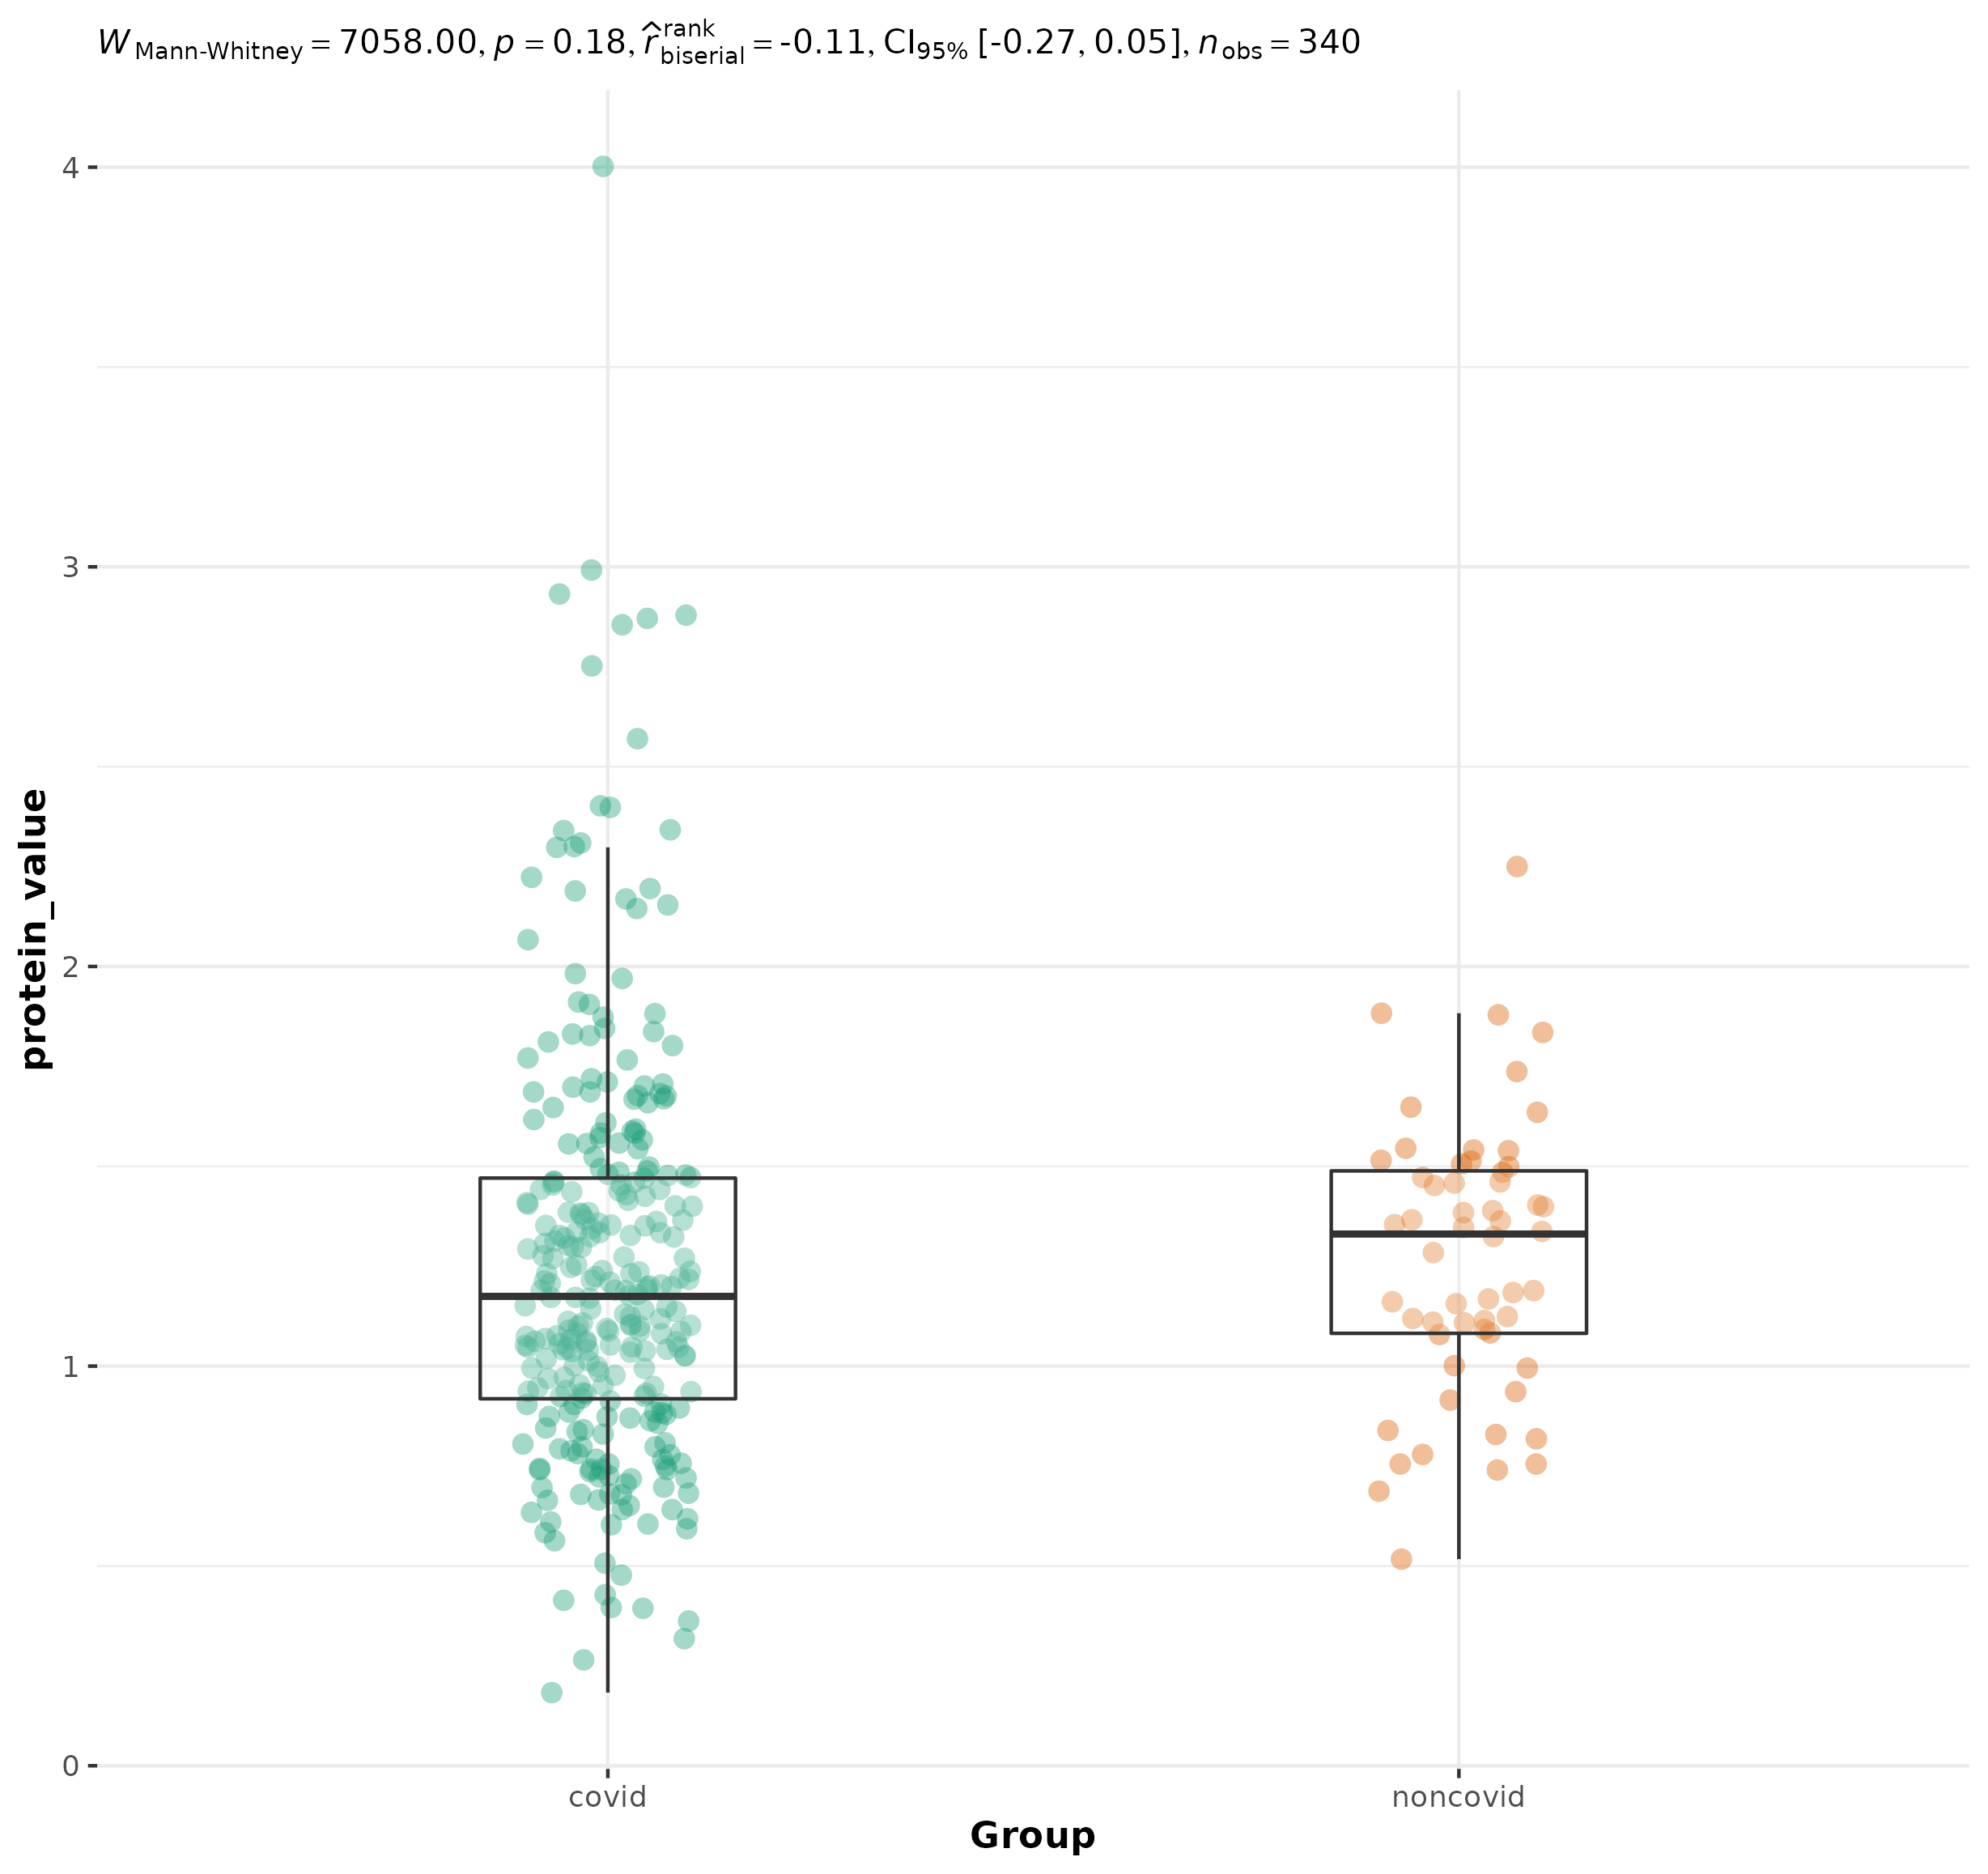 W Mann-Whitney = 7058.00, p = 0.18, r̂ rank biserial = -0.11, CI95% [-0.27, 0.05], nobs = 340
4
3
2
1
0
protein_value
covid noncovid
Group